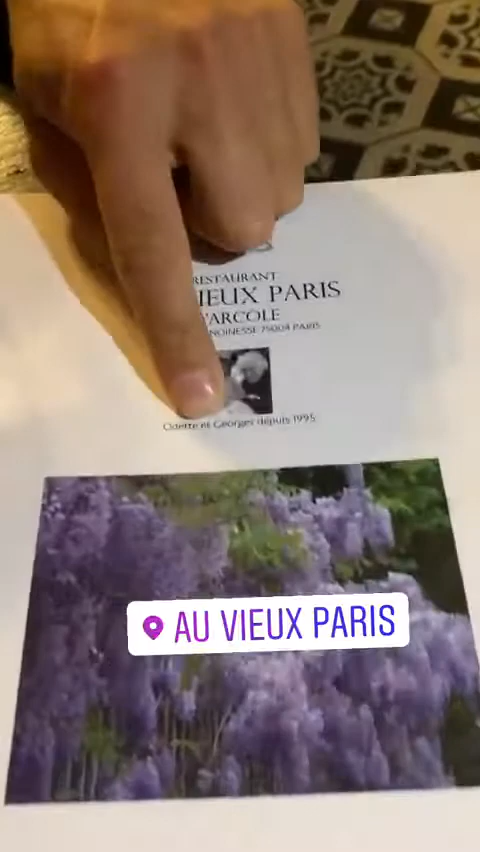 RESTAURANT
IEUX PARIS
D'ARCOLE
NOINESSE 75004 PARIS
Odette et Georges depuis 1995
AU VIEUX PARIS